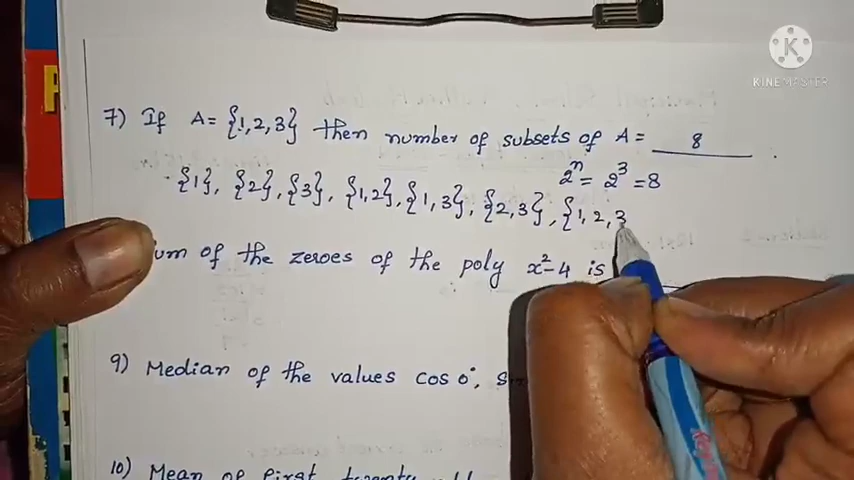 K
KINEMASTER
7) If A= {1,2,3} then number of subsets of A = 8.
2ⁿ = 2³ =8
{1}, {2}, {3}, {1,2}, {1,3}, {2,3}, {1,2,3
of the zeroes of the poly x²-4 is
9) Median of the values cos 0°,
10) Mean of first